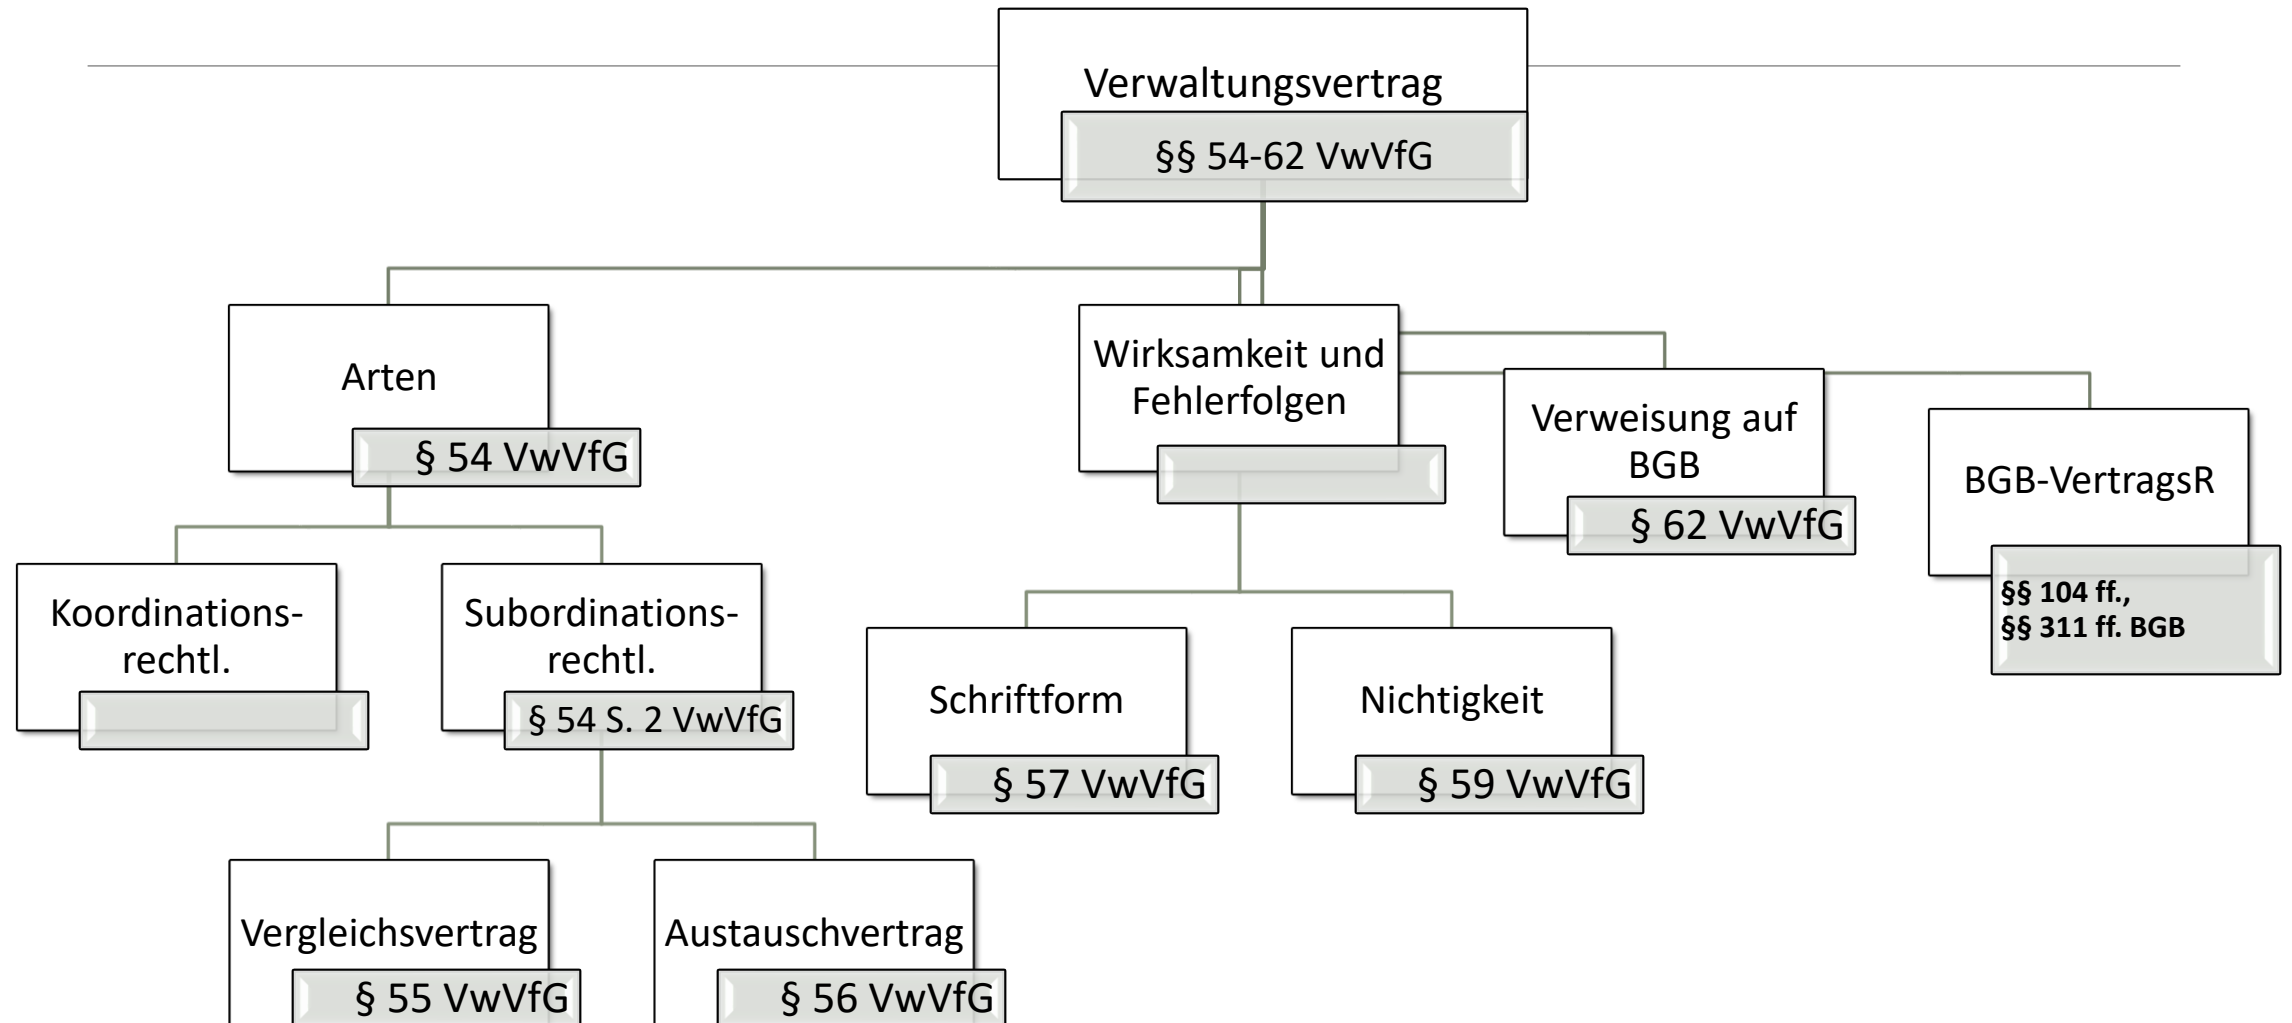 Verwaltungsvertrag
§§ 54-62 VwVfG
Arten
§ 54 VwVfG
Koordinations-
rechtl.
Subordinations-
rechtl.
§ 54 S. 2 VwVfG
Vergleichsvertrag
§ 55 VwVfG
Austauschvertrag
§ 56 VwVfG
Wirksamkeit und
Fehlerfolgen
Schriftform
§ 57 VwVfG
Nichtigkeit
§ 59 VwVfG
Verweisung auf
BGB
§ 62 VwVfG
BGB-VertragsR
§§ 104 ff.,
§§ 311 ff. BGB